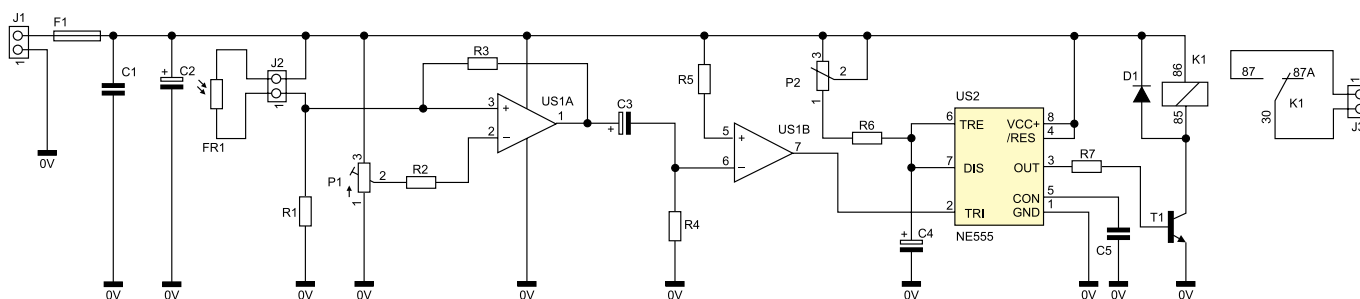 J1
F1
1
0V
C1
0V
+
C2
0V
FR1
J2
1
R1
0V
P1
3
2
1
0V
R2
R3
3
2
+
−
US1A
1
0V
C3
+
R4
0V
R5
5
6
+
−
US1B
7
P2
3
2
1
R6
+
C4
0V
US2
6
TRE
VCC+
8
/RES
4
7
DIS
OUT
3
CON
5
2
TRI
GND
1
NE555
R7
0V
C5
0V
D1
K1
86
85
T1
0V
87
87A
30
K1
1